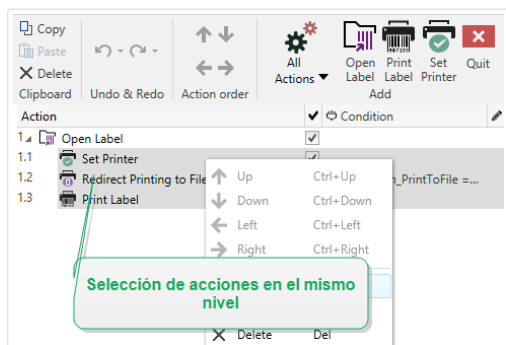 Copy
Paste
Delete
Clipboard
Undo & Redo
Action order
All
Actions
Open
Label
Print
Label
Set
Printer
Quit
Add
Action
Condition
1 Open Label
1.1 Set Printer
1.2 Redirect Printing to File
_PrintToFile =...
1.3 Print Label
Up Ctrl+Up
Down Ctrl+Down
Left Ctrl+Left
Right Ctrl+Right
Selección de acciones en el mismo
nivel
Delete Del